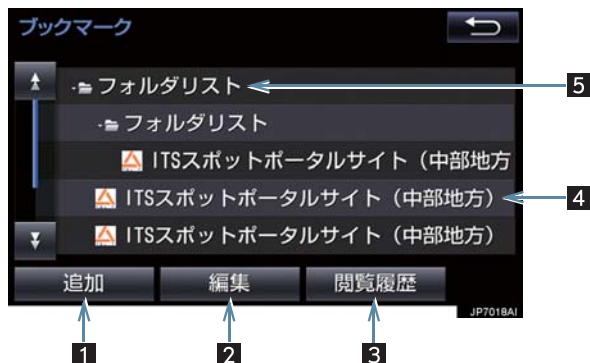 ブックマーク
フォルダリスト
5
フォルダリスト
ITSスポットポータルサイト（中部地方
ITSスポットポータルサイト（中部地方）
4
ITSスポットポータルサイト（中部地方）
追加 編集 閲覧履歴
JP7018AI
1 2 3